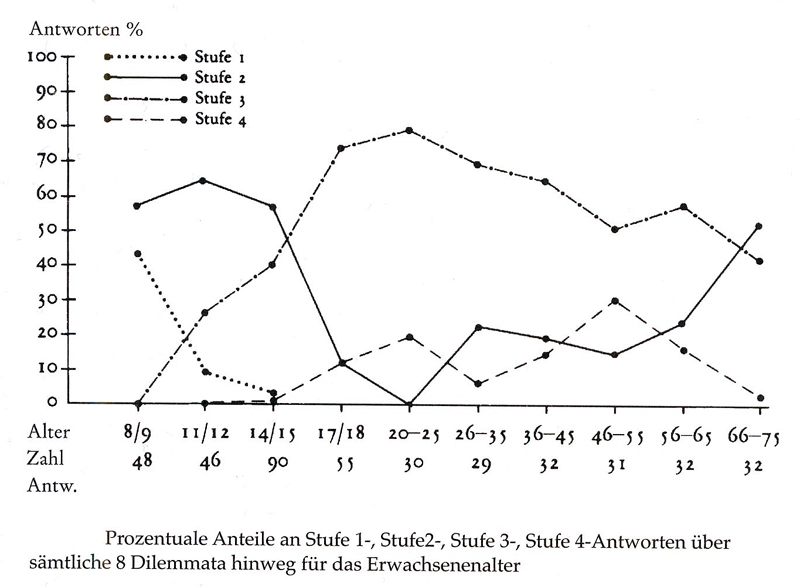 Antworten %
100
90
80
70
60
50
40
30
20
10
0
Stufe 1
Stufe 2
Stufe 3
Stufe 4
Alter 8/9 11/12 14/15 17/18 20–25 26–35 36–45 46–55 56–65 66–75
Zahl 48 46 90 55 30 29 32 31 32 32
Antw.
Prozentuale Anteile an Stufe 1-, Stufe2-, Stufe 3-, Stufe 4-Antworten über
sämtliche 8 Dilemmata hinweg für das Erwachsenenalter